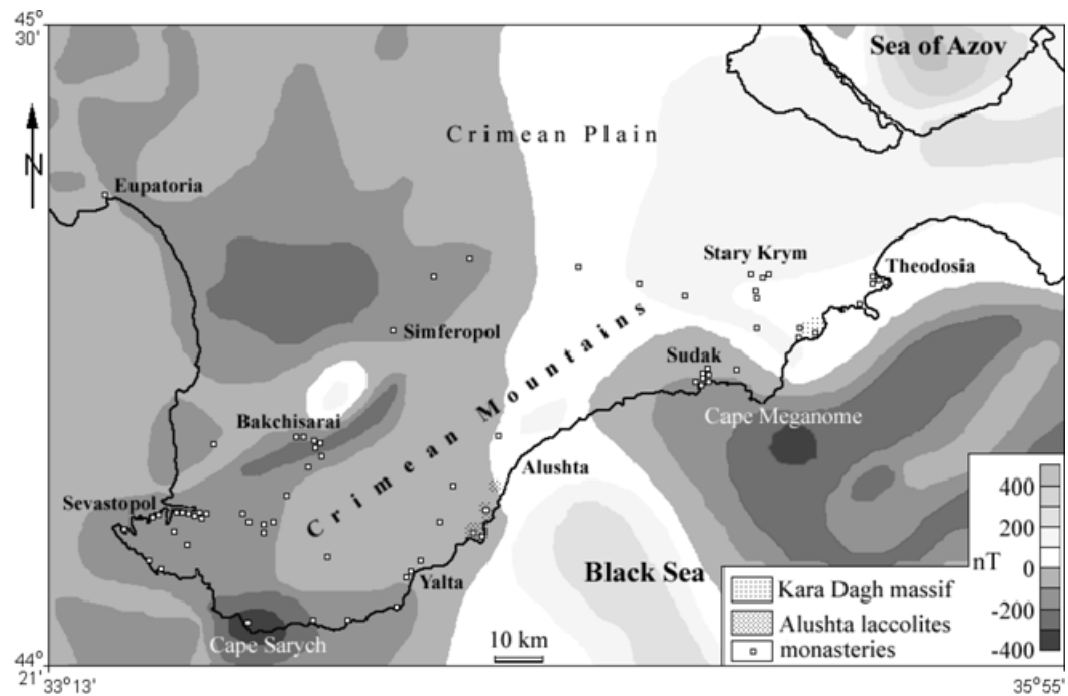 45°
30'
Sea of Azov
Crimean Plain
N
Eupatoria
Stary Krym
Theodosia
Simferopol
Crimean Mountains
Sudak
Bakchisarai
Cape Meganome
Alushta
Sevastopol
400
200
nT
0
-200
-400
Black Sea
Yalta
Kara Dagh massif
Alushta laccolites
monasteries
Cape Sarych
10 km
44°
21'
33°13'
35°55'